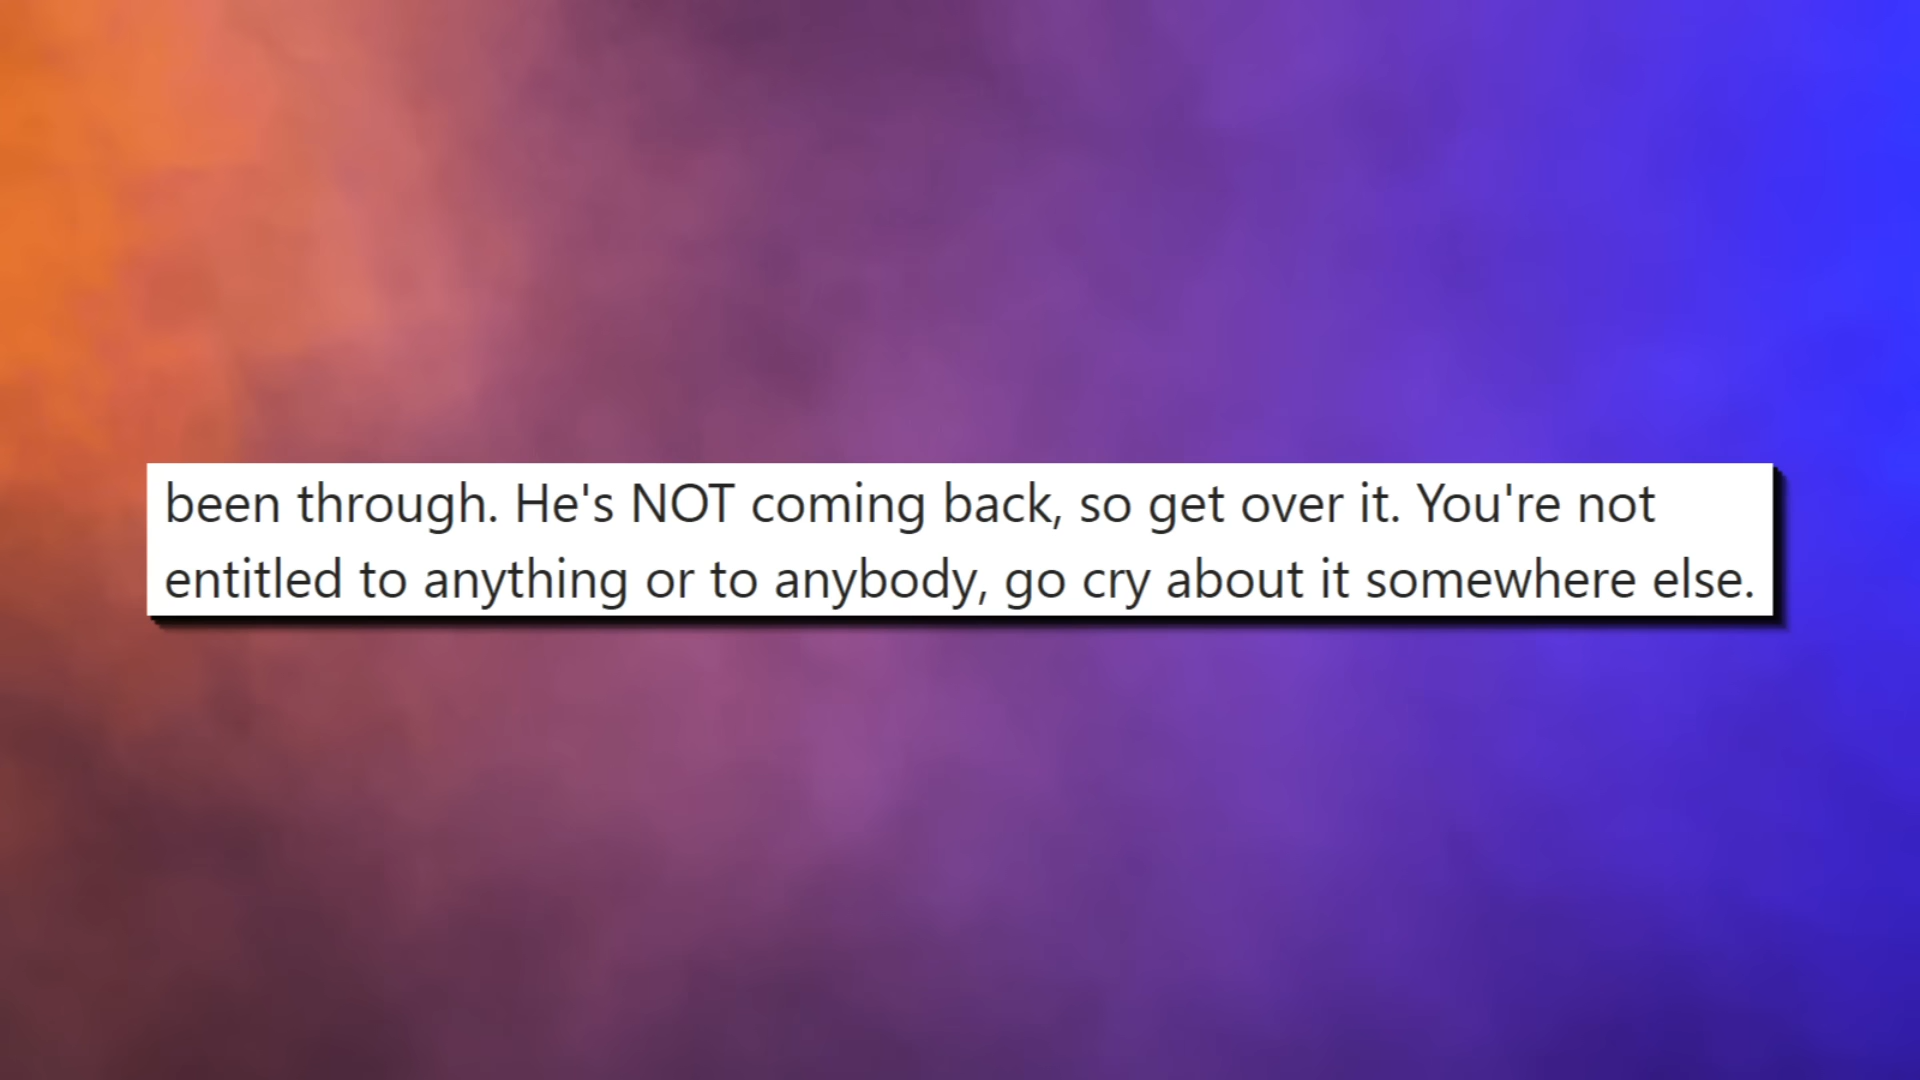 been through. He's NOT coming back, so get over it. You're not
entitled to anything or to anybody, go cry about it somewhere else.